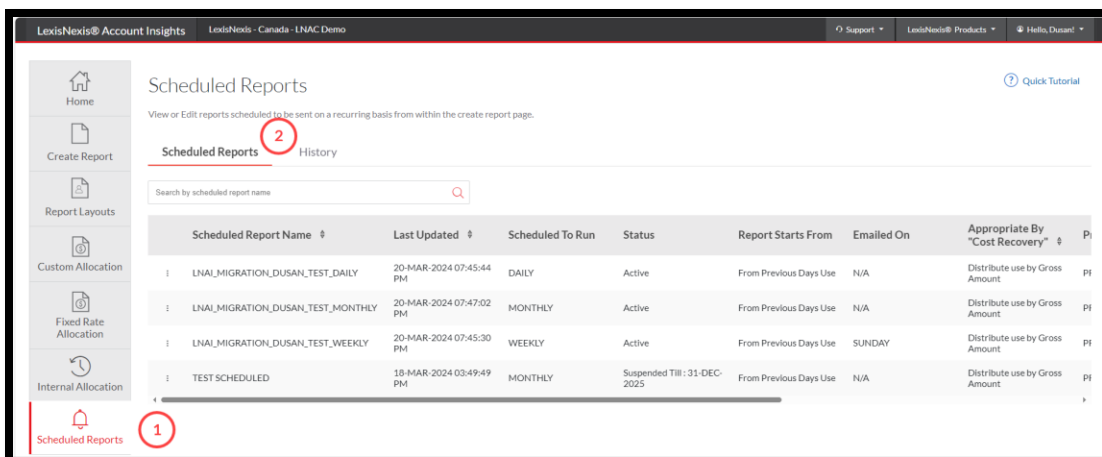 LexisNexis® Account Insights LexisNexis - Canada - LNAC Demo Support LexisNexis® Products Hello, Dusan!
Home
Create Report
Report Layouts
Custom Allocation
Fixed Rate
Allocation
Internal Allocation
Scheduled Reports
1
Scheduled Reports
? Quick Tutorial
View or Edit reports scheduled to be sent on a recurring basis from within the create report page.
2
Scheduled Reports History
Search by scheduled report name
Scheduled Report Name Last Updated Scheduled To Run Status Report Starts From Emailed On Appropriate By "Cost Recovery"
LNAI_MIGRATION_DUSAN_TEST_DAILY 20-MAR-2024 07:45:44 PM DAILY Active From Previous Days Use N/A Distribute use by Gross Amount
LNAI_MIGRATION_DUSAN_TEST_MONTHLY 20-MAR-2024 07:47:02 PM MONTHLY Active From Previous Days Use N/A Distribute use by Gross Amount
LNAI_MIGRATION_DUSAN_TEST_WEEKLY 20-MAR-2024 07:45:30 PM WEEKLY Active From Previous Days Use SUNDAY Distribute use by Gross Amount
TEST SCHEDULED 18-MAR-2024 03:49:49 PM MONTHLY Suspended Till : 31-DEC-2025 From Previous Days Use N/A Distribute use by Gross Amount